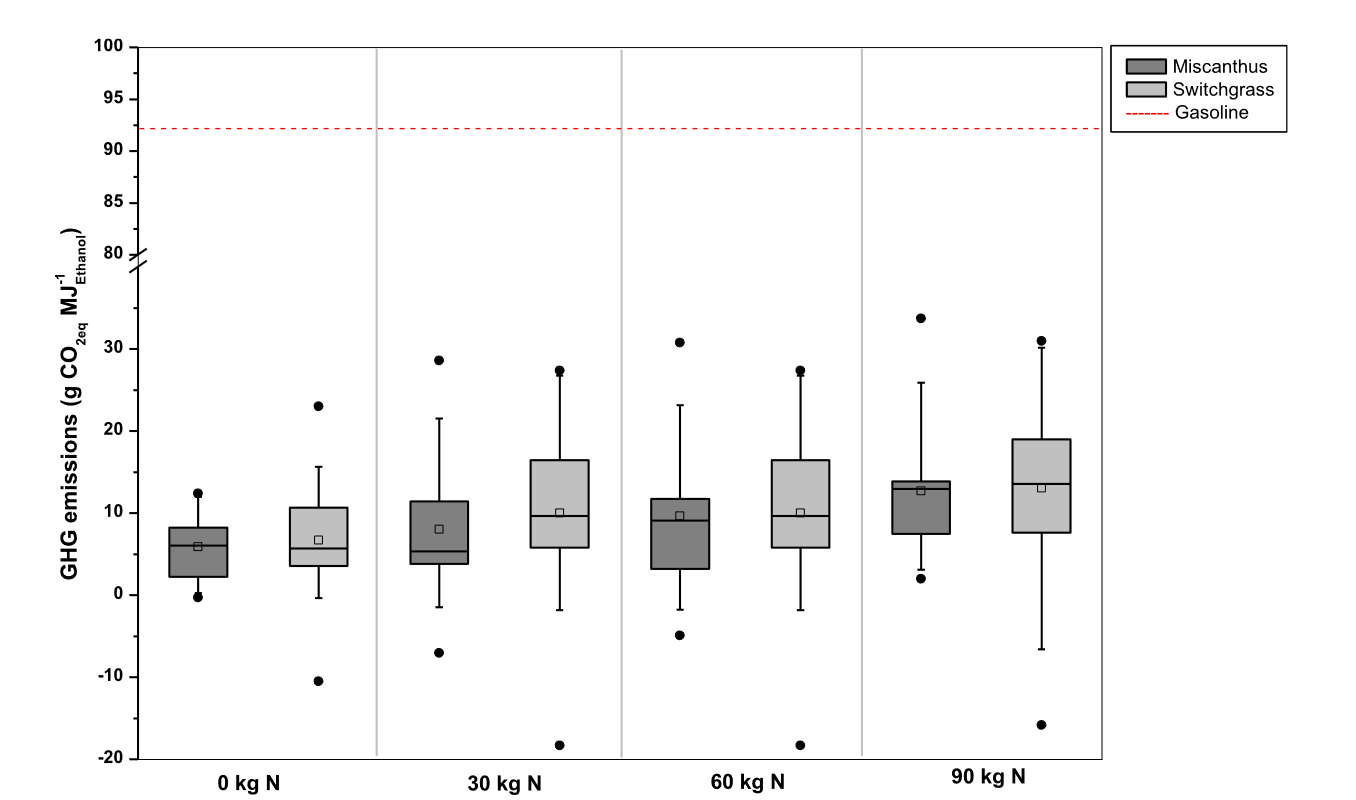 100
95
90
85
80
30
20
10
0
-10
-20
GHG emissions (g CO2eq MJ-1Ethanol)
0 kg N
30 kg N
60 kg N
90 kg N
Miscanthus
Switchgrass
Gasoline